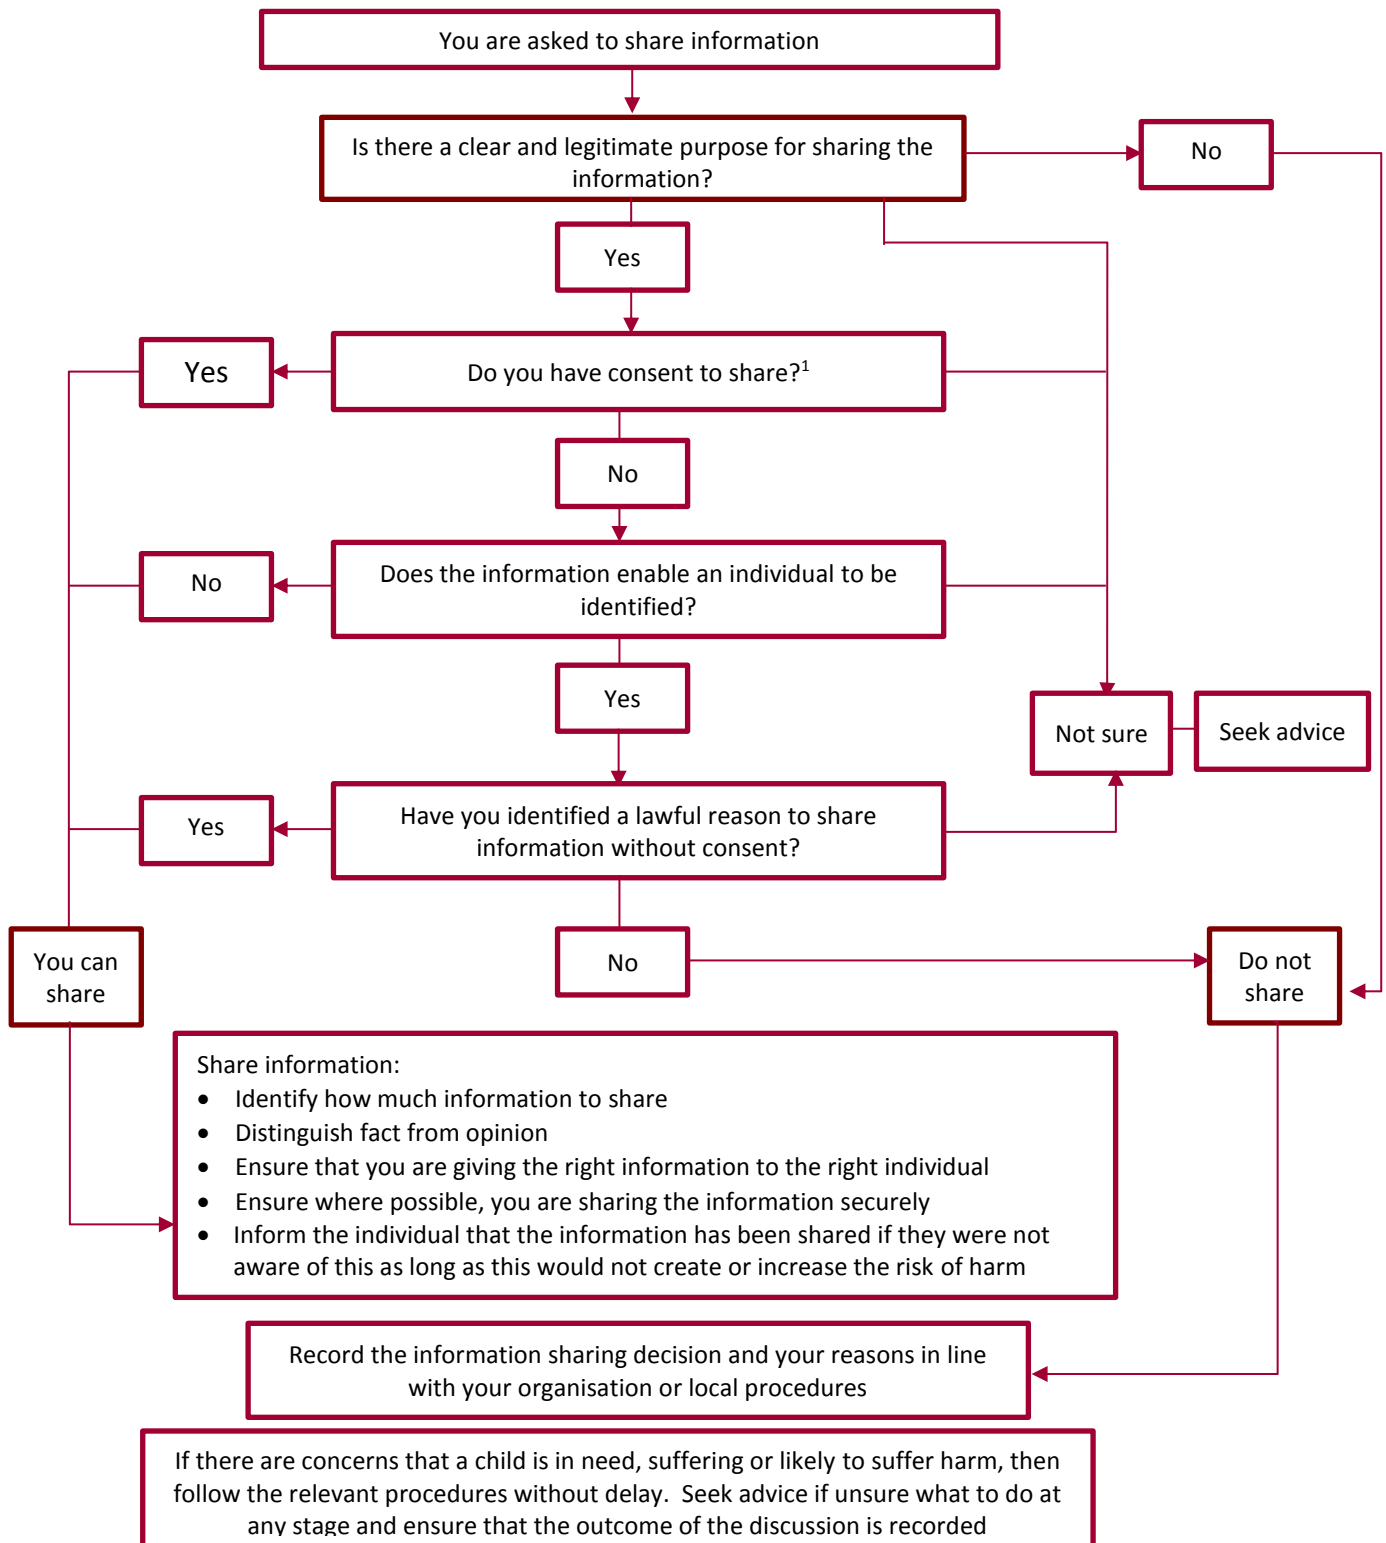 You are asked to share information
Is there a clear and legitimate purpose for sharing the
information?
No
Yes
Yes
Do you have consent to share?1
No
No
Does the information enable an individual to be
identified?
Yes
Not sure
Seek advice
Yes
Have you identified a lawful reason to share
information without consent?
You can
share
No
Do not
share
Share information:
• Identify how much information to share
• Distinguish fact from opinion
• Ensure that you are giving the right information to the right individual
• Ensure where possible, you are sharing the information securely
• Inform the individual that the information has been shared if they were not
aware of this as long as this would not create or increase the risk of harm
Record the information sharing decision and your reasons in line
with your organisation or local procedures
If there are concerns that a child is in need, suffering or likely to suffer harm, then
follow the relevant procedures without delay.  Seek advice if unsure what to do at
any stage and ensure that the outcome of the discussion is recorded